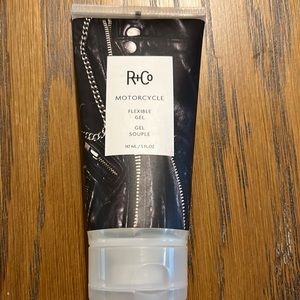 R+Co
MOTORCYCLE
FLEXIBLE
GEL
GEL
SOUPLE
147 mL / 5 FL OZ